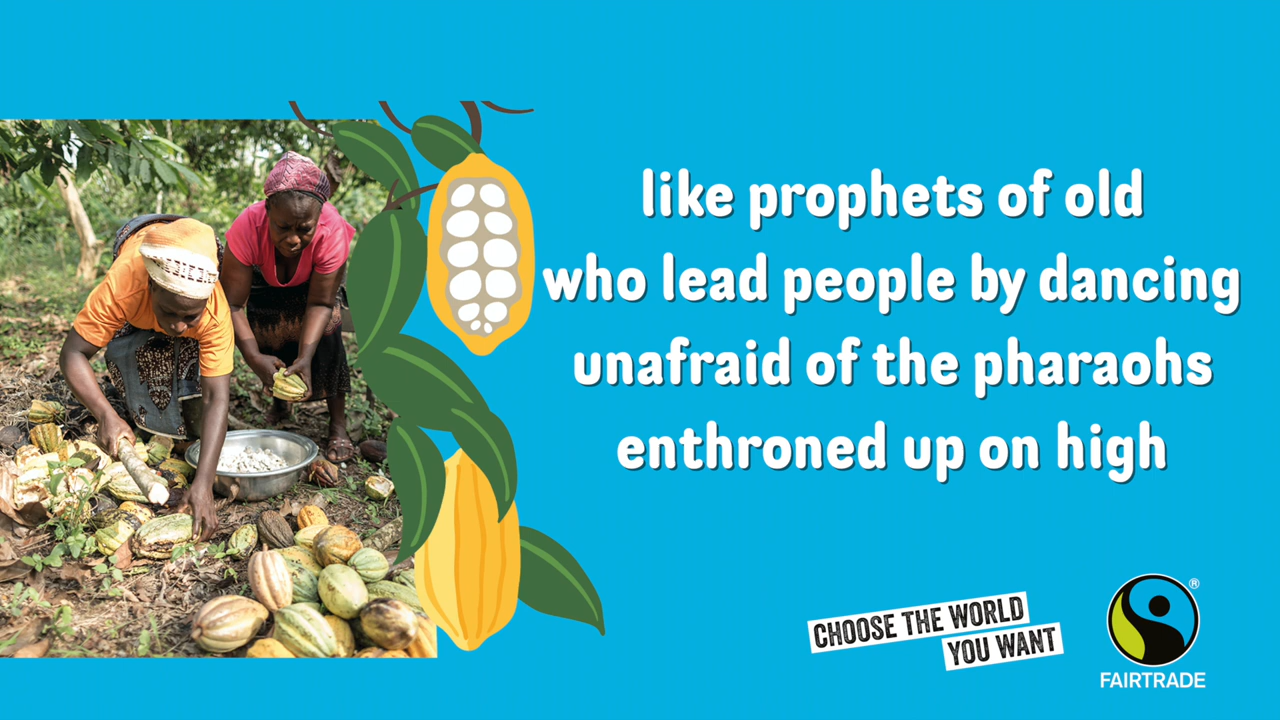 like prophets of old
who lead people by dancing
unafraid of the pharaohs
enthroned up on high
CHOOSE THE WORLD
YOU WANT
®
FAIRTRADE